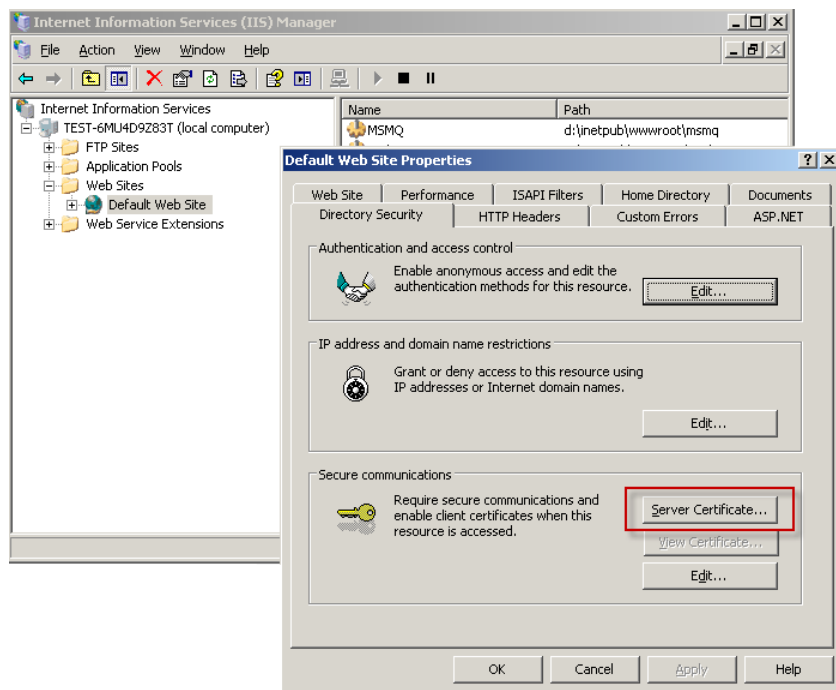 Internet Information Services (IIS) Manager
File Action View Window Help
Internet Information Services
TEST-6MU4D9Z83T (local computer)
FTP Sites
Application Pools
Web Sites
Default Web Site
Web Service Extensions
Name Path
MSMQ d:\inetpub\wwwroot\msmq
Default Web Site Properties
Web Site Performance ISAPI Filters Home Directory Documents
Directory Security HTTP Headers Custom Errors ASP.NET
Authentication and access control
Enable anonymous access and edit the
authentication methods for this resource.
Edit...
IP address and domain name restrictions
Grant or deny access to this resource using
IP addresses or Internet domain names.
Edit...
Secure communications
Require secure communications and
enable client certificates when this
resource is accessed.
Server Certificate...
View Certificate...
Edit...
OK Cancel Apply Help